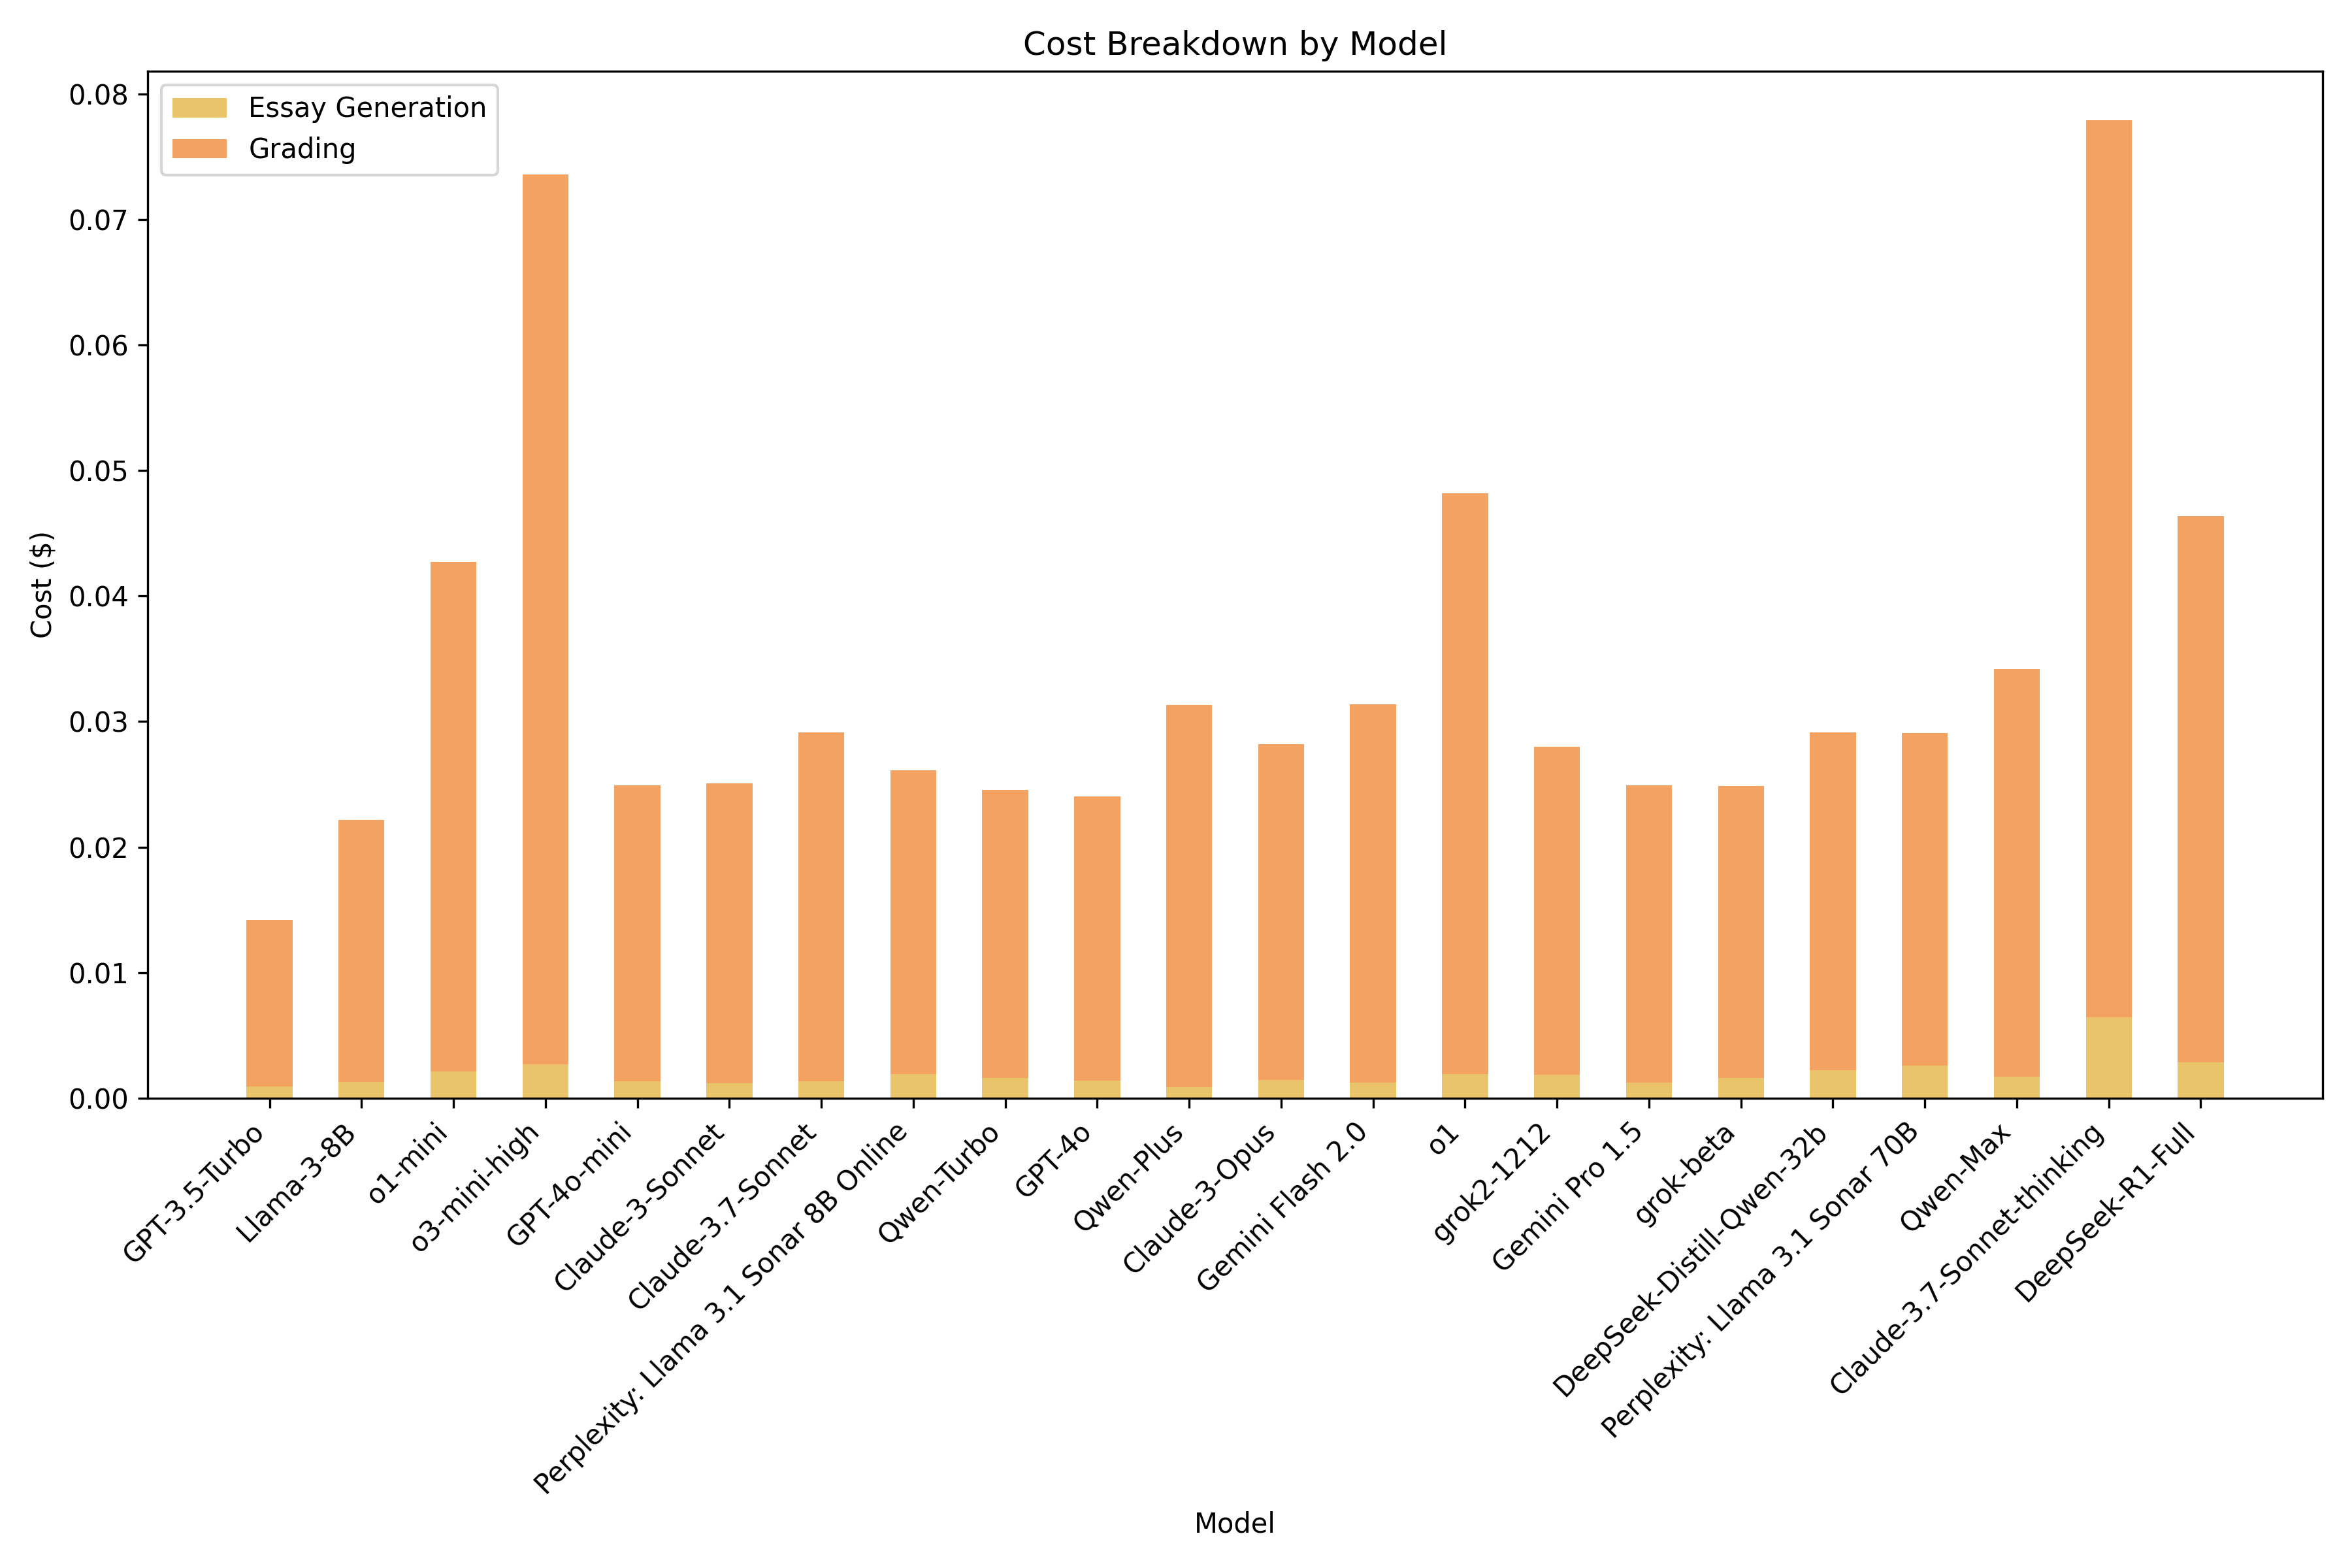 Cost Breakdown by Model
Essay Generation
Grading
Cost ($)
0.08
0.07
0.06
0.05
0.04
0.03
0.02
0.01
0.00
GPT-3.5-Turbo
Llama-3-8B
o1-mini
o3-mini-high
GPT-4o-mini
Claude-3-Sonnet
Claude-3.7-Sonnet
Perplexity: Llama 3.1 Sonar 8B Online
Qwen-Turbo
GPT-4o
Qwen-Plus
Claude-3-Opus
Gemini Flash 2.0
o1
grok2-1212
Gemini Pro 1.5
grok-beta
DeepSeek-Distill-Qwen-32b
Perplexity: Llama 3.1 Sonar 70B
Qwen-Max
Claude-3.7-Sonnet-thinking
DeepSeek-R1-Full
Model